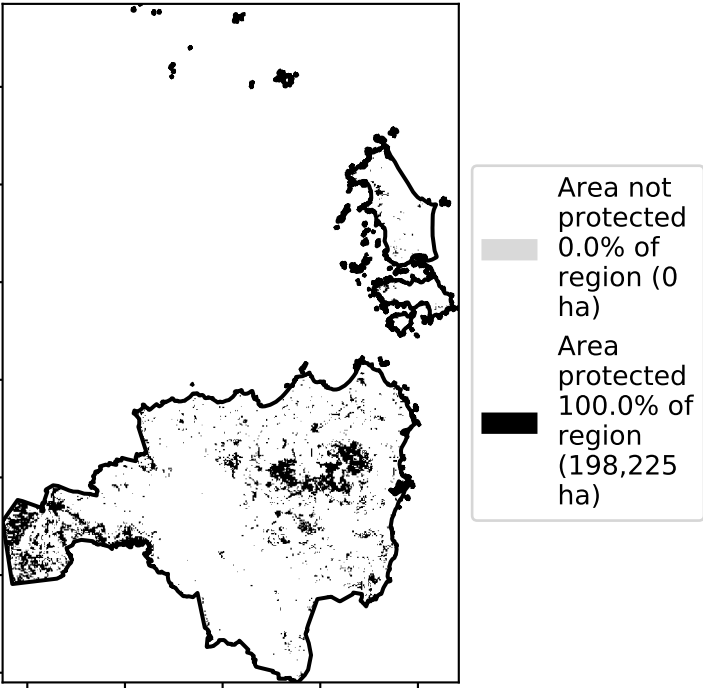 Area not
protected
0.0% of
region (0
ha)
Area
protected
100.0% of
region
(198,225
ha)